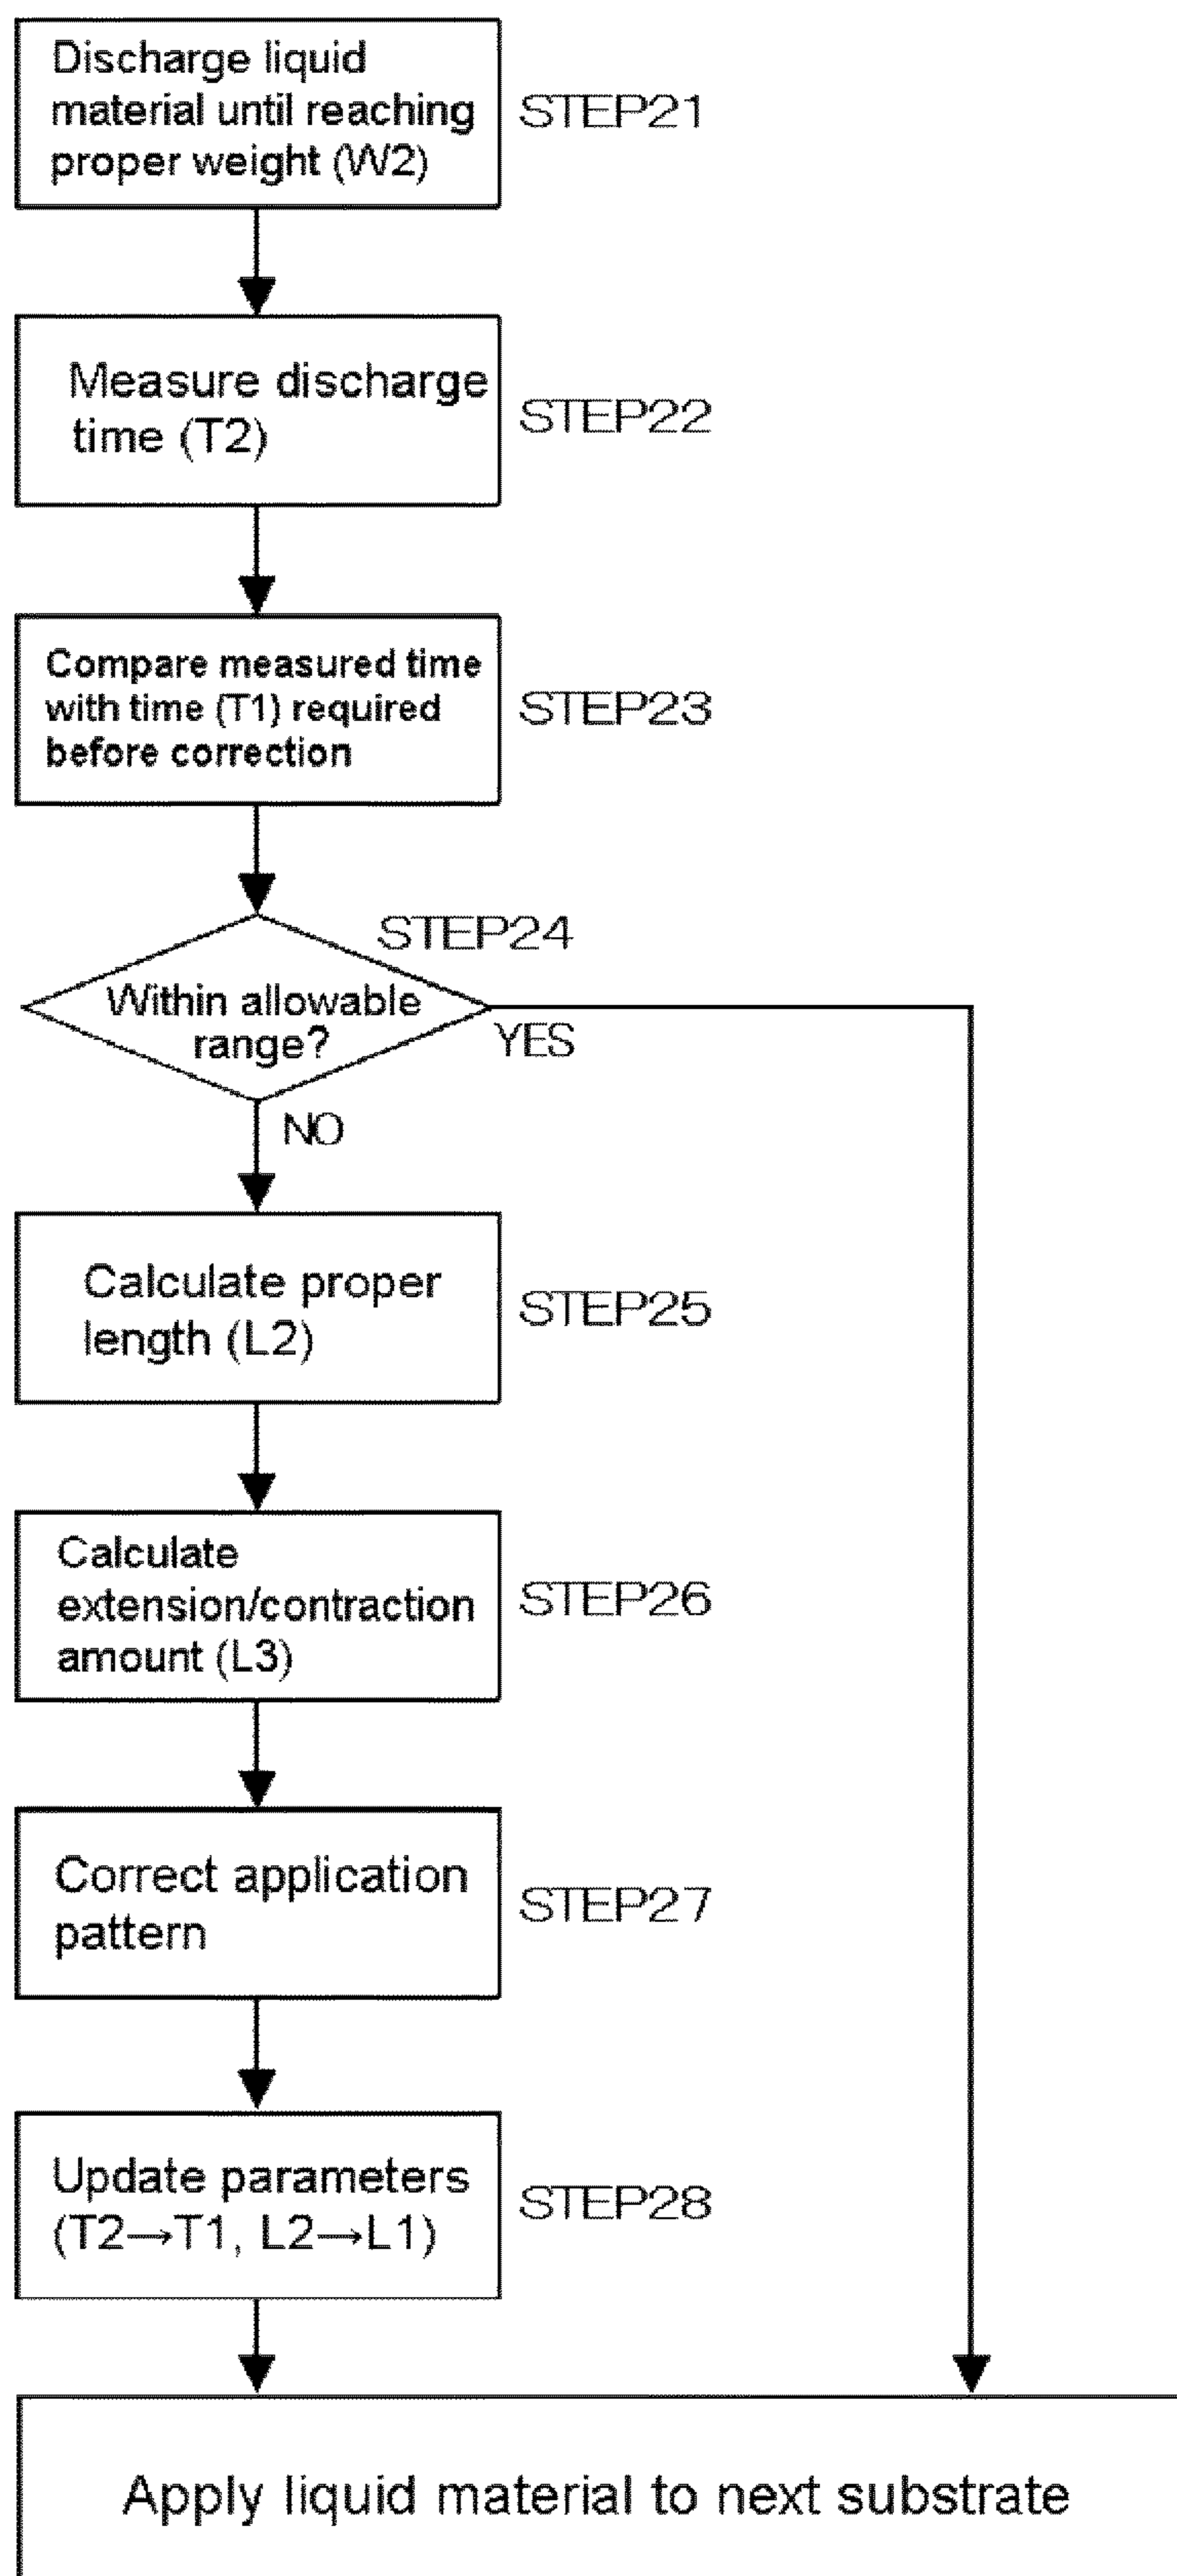 Discharge liquid
material until reaching
proper weight (W2)
STEP21
Measure discharge
time (T2)
STEP22
Compare measured time
with time (T1) required
before correction
STEP23
STEP24
Within allowable
range?
YES
NO
Calculate proper
length (L2)
STEP25
Calculate
extension/contraction
amount (L3)
STEP26
Correct application
pattern
STEP27
Update parameters
(T2→T1, L2→L1)
STEP28
Apply liquid material to next substrate